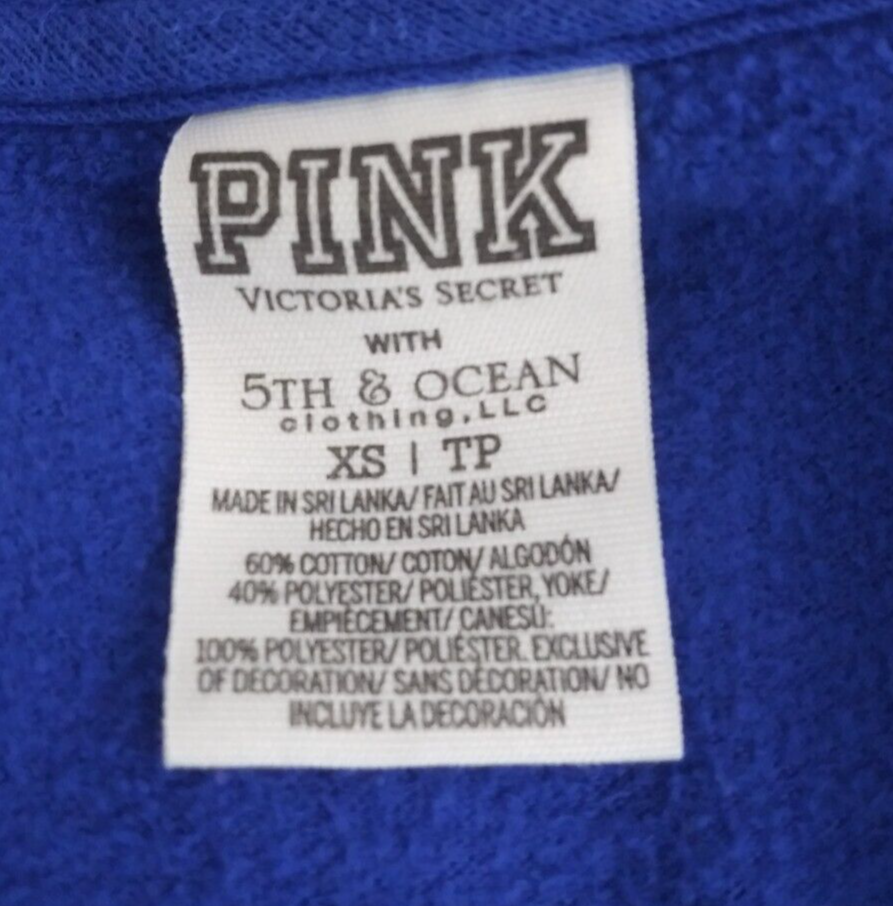 PINK
VICTORIA'S SECRET
WITH
5TH & OCEAN
clothing,LLC
XS | TP
MADE IN SRI LANKA/ FAIT AU SRI LANKA/
HECHO EN SRI LANKA
60% COTTON/ COTON/ ALGODÓN
40% POLYESTER/ POLIÉSTER, YOKE/
EMPIÈCEMENT/ CANESÚ:
100% POLYESTER/ POLIÉSTER. EXCLUSIVE
OF DECORATION/ SANS DÉCORATION/ NO
INCLUYE LA DECORACIÓN